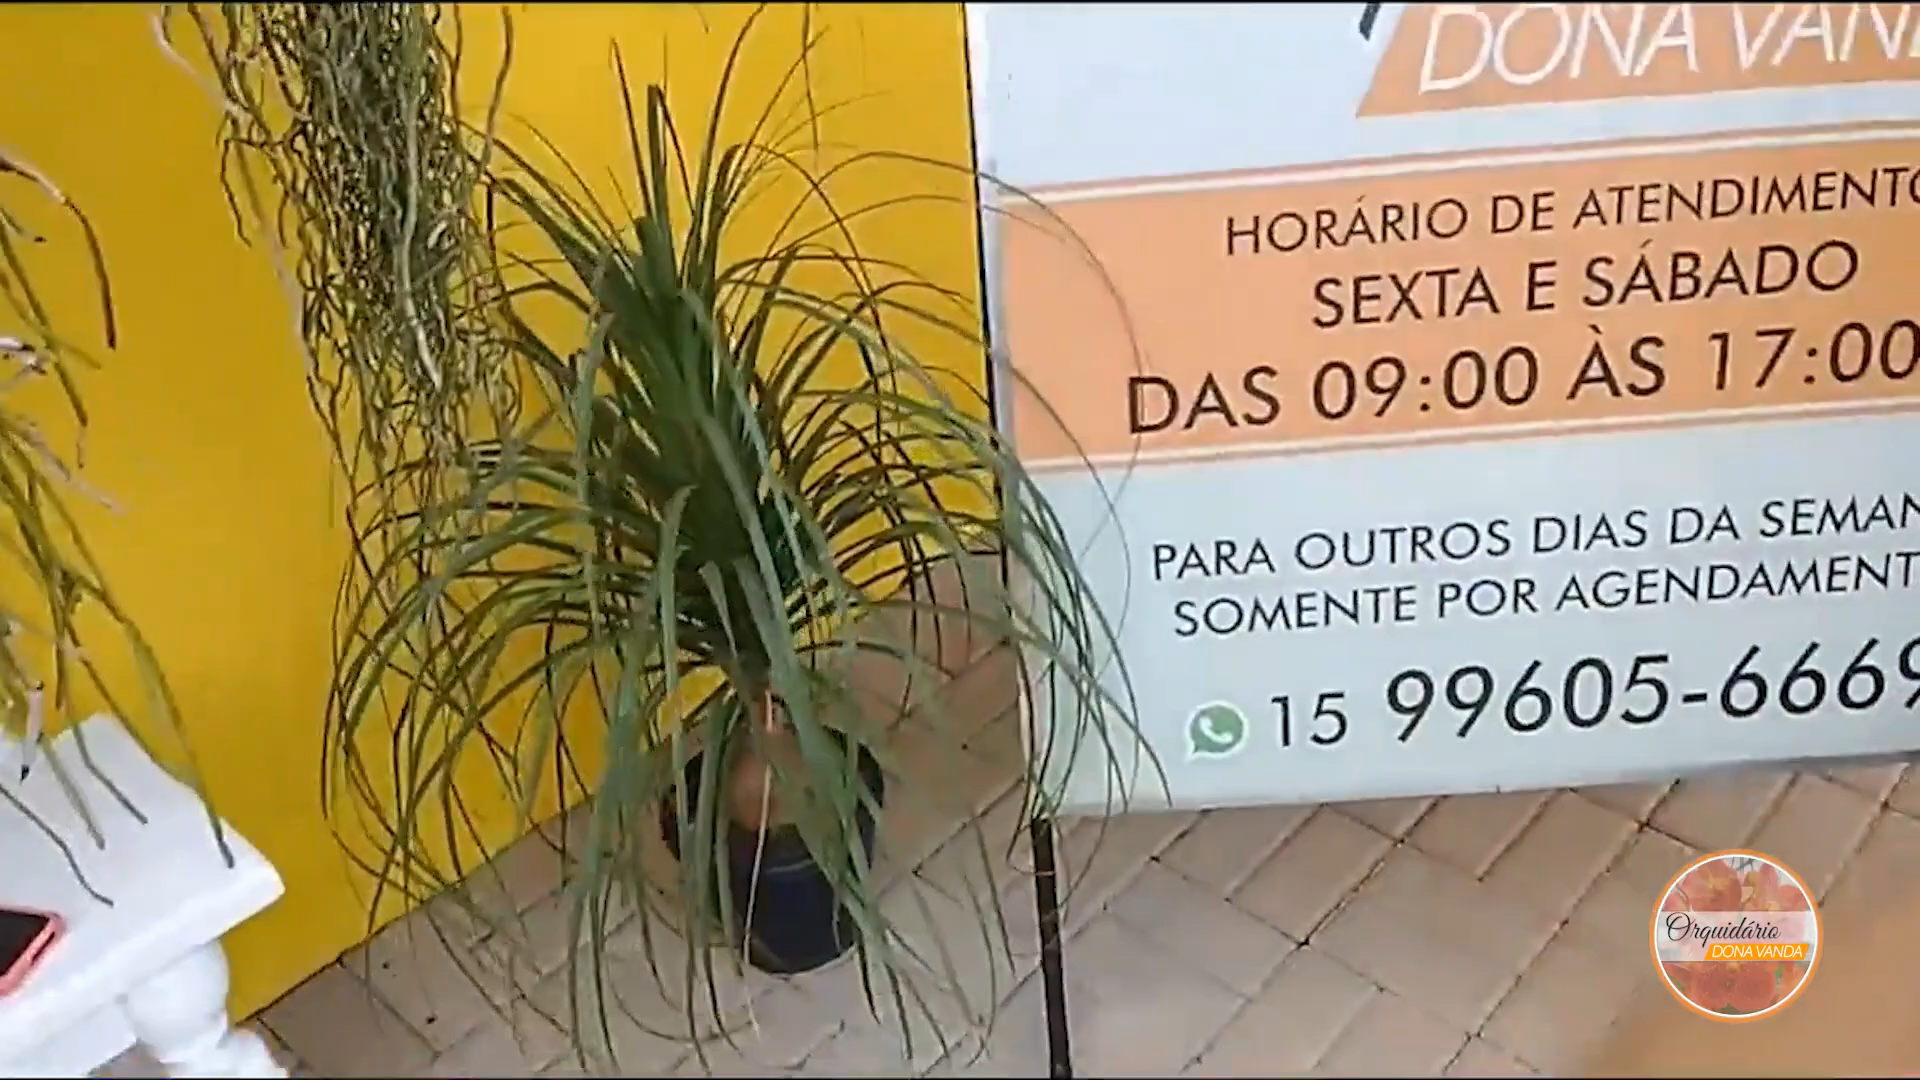 DONA VAN
HORÁRIO DE ATENDIMENTO
SEXTA E SÁBADO
DAS 09:00 ÀS 17:00
PARA OUTROS DIAS DA SEMAN
SOMENTE POR AGENDAMENT
15 99605-6669
Orquidário
DONA VANDA